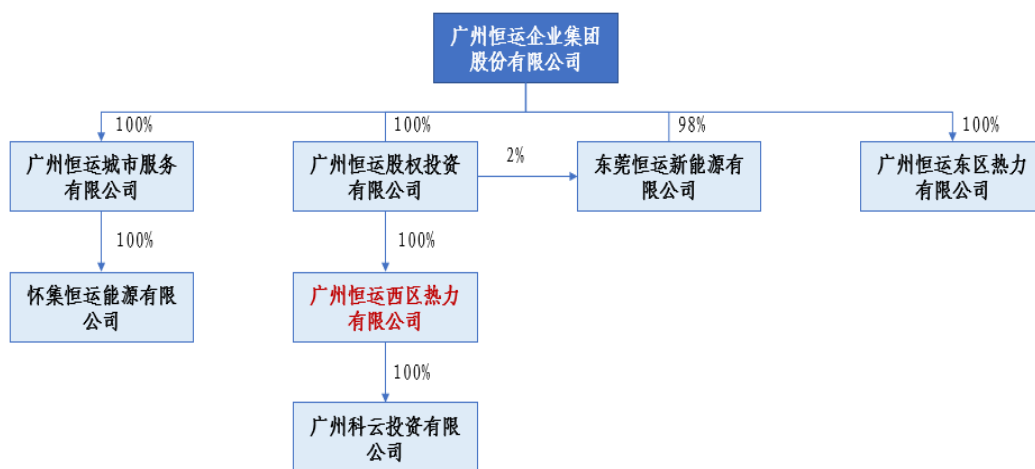 广州恒运企业集团
股份有限公司
100%
100%
98%
100%
广州恒运城市服务
有限公司
广州恒运股权投资
有限公司
2%
东莞恒运新能源有
限公司
广州恒运东区热力
有限公司
100%
100%
怀集恒运能源有限
公司
广州恒运西区热力
有限公司
100%
广州科云投资有限
公司